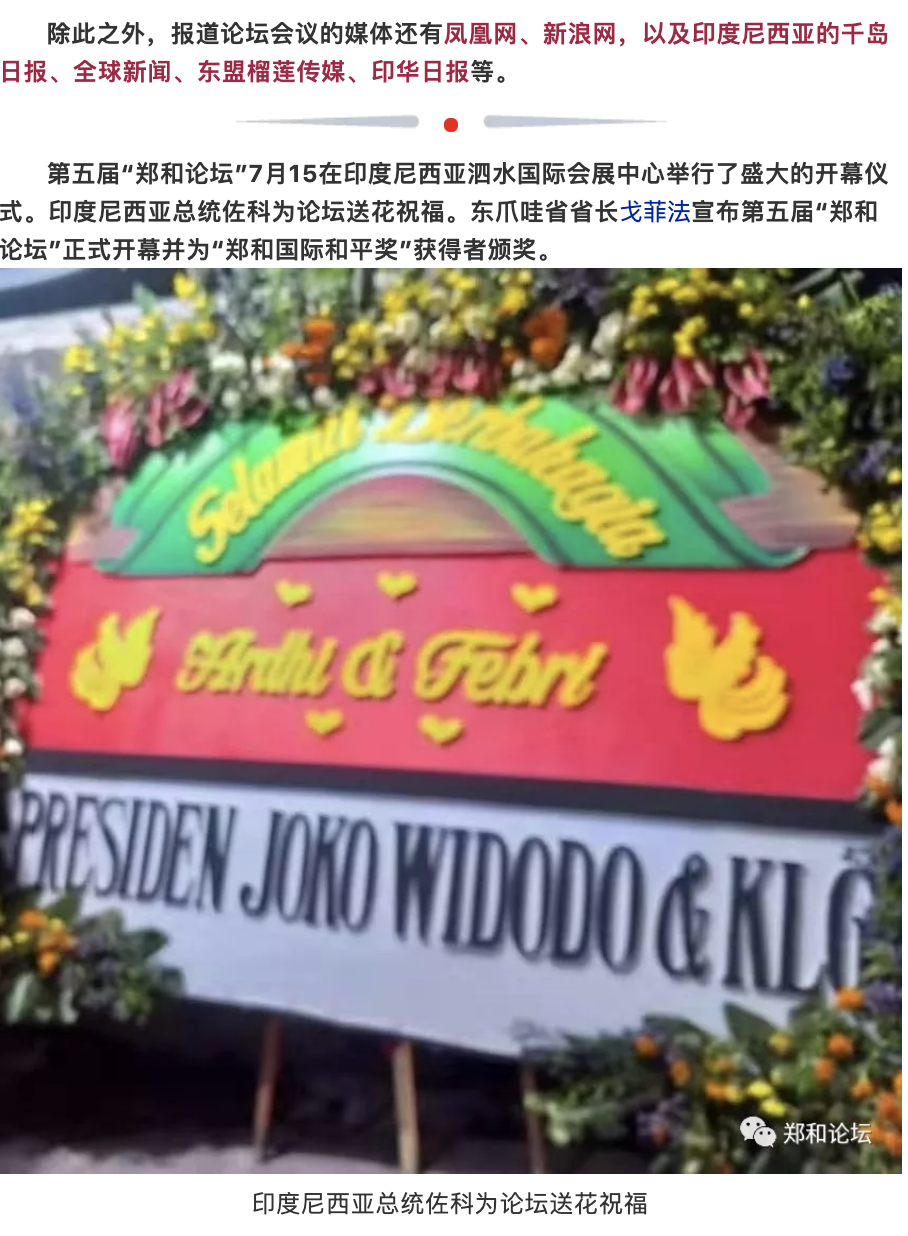 除此之外，报道论坛会议的媒体还有凤凰网、新浪网，以及印度尼西亚的千岛
日报、全球新闻、东盟榴莲传媒、印华日报等。
第五届“郑和论坛”7月15在印度尼西亚泗水国际会展中心举行了盛大的开幕仪
式。印度尼西亚总统佐科为论坛送花祝福。东爪哇省省长戈菲法宣布第五届“郑和
论坛”正式开幕并为“郑和国际和平奖”获得者颁奖。
Selamat Berbahagia
Ardhi & Febri
PRESIDEN JOKO WIDODO & KLG
郑和论坛
印度尼西亚总统佐科为论坛送花祝福